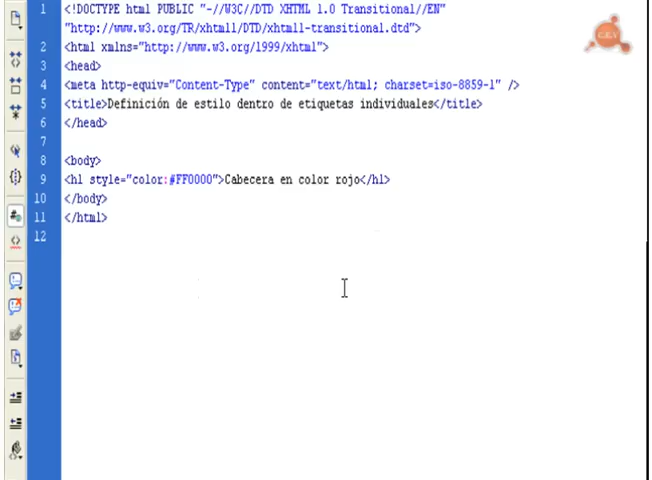 1 <!DOCTYPE html PUBLIC "-//W3C//DTD XHTML 1.0 Transitional//EN"
"http://www.w3.org/TR/xhtml1/DTD/xhtml1-transitional.dtd">
2 <html xmlns="http://www.w3.org/1999/xhtml">
3 <head>
4 <meta http-equiv="Content-Type" content="text/html; charset=iso-8859-1" />
5 <title>Definición de estilo dentro de etiquetas individuales</title>
6 </head>
7
8 <body>
9 <h1 style="color:#FF0000">Cabecera en color rojo</h1>
10 </body>
11 </html>
12